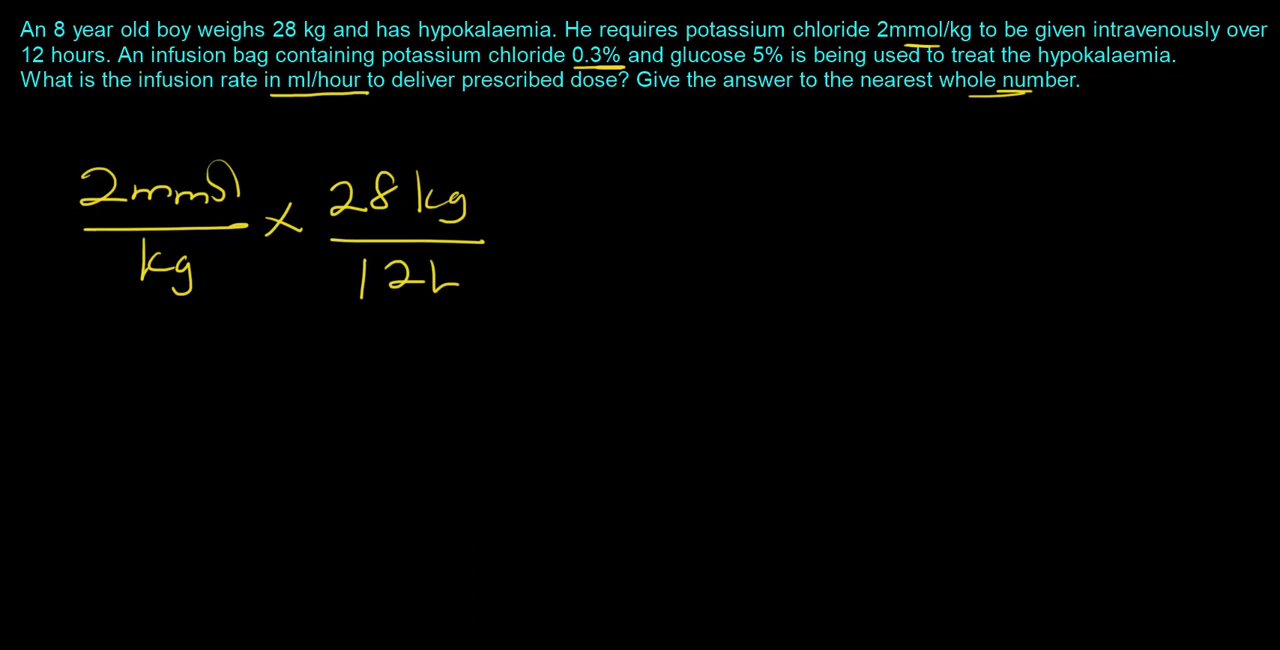 An 8 year old boy weighs 28 kg and has hypokalaemia. He requires potassium chloride 2mmol/kg to be given intravenously over
12 hours. An infusion bag containing potassium chloride 0.3% and glucose 5% is being used to treat the hypokalaemia.
What is the infusion rate in ml/hour to deliver prescribed dose? Give the answer to the nearest whole number.
2mmol × 28kg
kg 12h